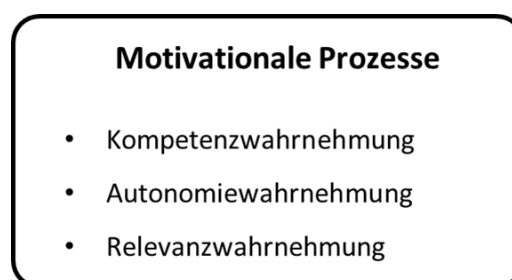 Motivationale Prozesse
• Kompetenzwahrnehmung
• Autonomiewahrnehmung
• Relevanzwahrnehmung